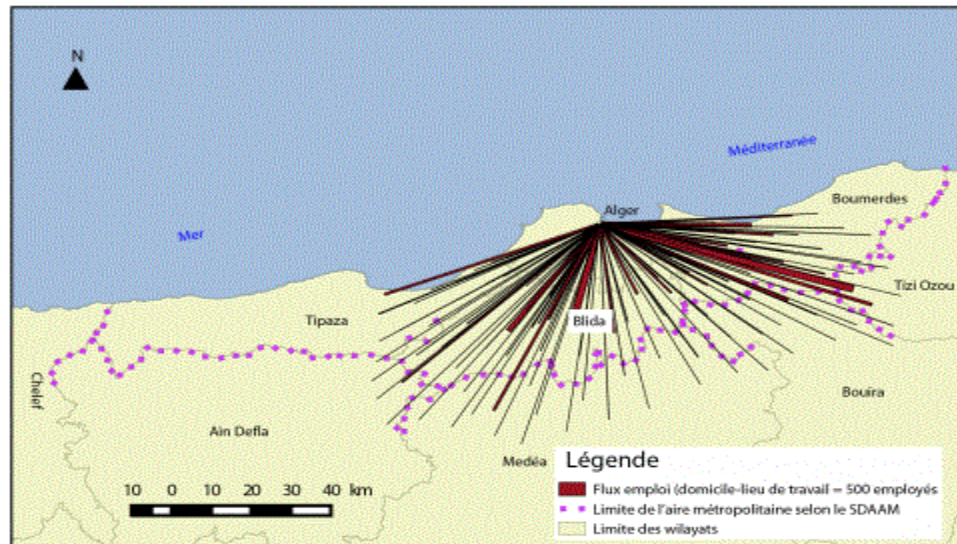 N
Méditerranée
Alger
Boumerdes
Mer
Tizi Ozou
Tipaza
Blida
Chelef
Bouira
Ain Defla
Medéa
10 0 10 20 30 40 km
Légende
Flux emploi (domicile-lieu de travail = 500 employés
Limite de l'aire métropolitaine selon le SDAAM
Limite des wilayats